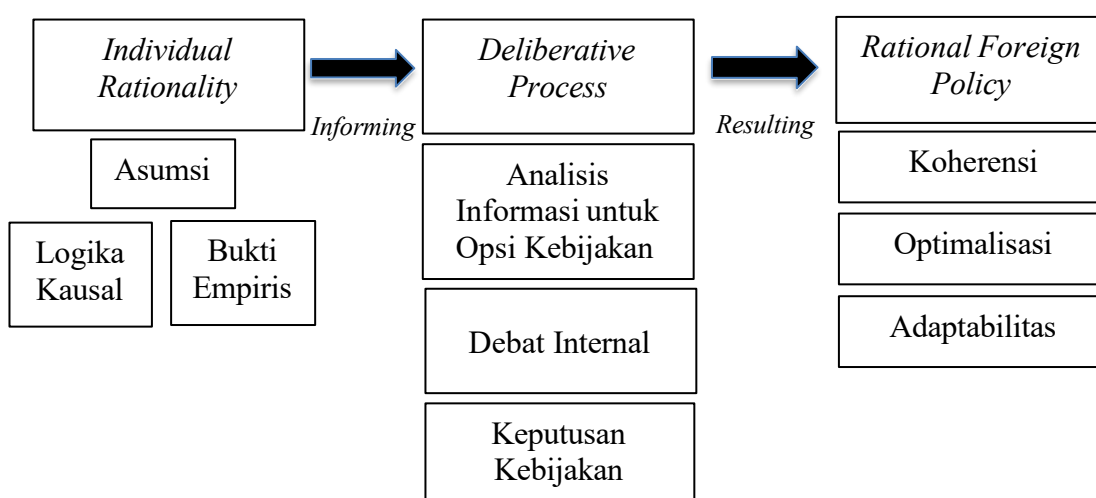 Individual
Rationality
Informing
Deliberative
Process
Resulting
Rational Foreign
Policy
Asumsi
Logika
Kausal
Bukti
Empiris
Analisis
Informasi untuk
Opsi Kebijakan
Debat Internal
Keputusan
Kebijakan
Koherensi
Optimalisasi
Adaptabilitas